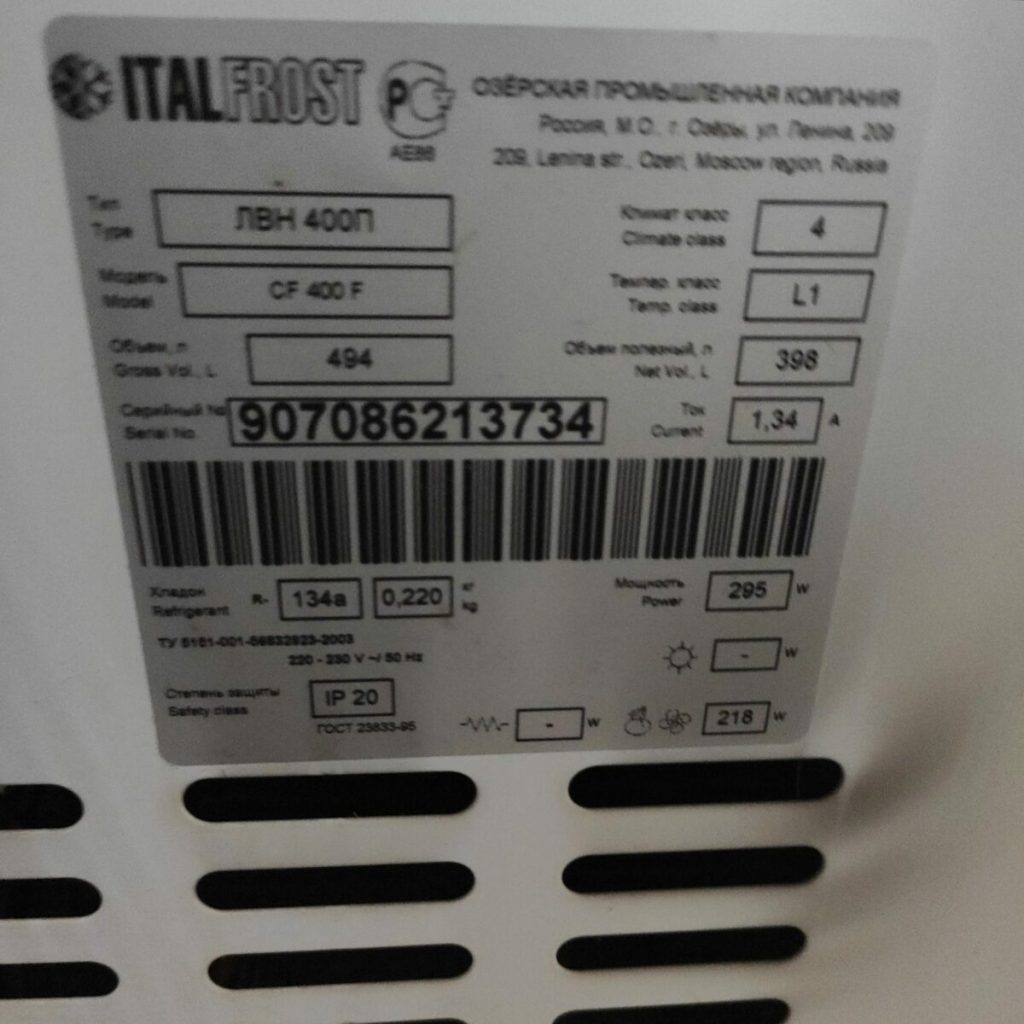 ITALFROST
РСТ
АЕ88
ОЗЁРСКАЯ ПРОМЫШЛЕННАЯ КОМПАНИЯ
Россия, М.О., г. Озёры, ул. Ленина, 209
209, Lenina str., Ozeri, Moscow region, Russia
Тип
Type
ЛВН 400П
Климат класс
Climate class
4
Модель
Model
CF 400 F
Темпер. класс
Temp. class
L1
Объем, л
Gross Vol., L
494
Объем полезный, л
Net Vol., L
398
Серийный №
Serial No.
907086213734
Ток
Current
1,34 A
Хладон
Refrigerant
R- 134a
0,220
кг
kg
Мощность
Power
295 W
220 - 230 V ~/ 50 Hz
- W
Степень защиты
Safety class
IP 20
ГОСТ 23833-95
- W
218 W